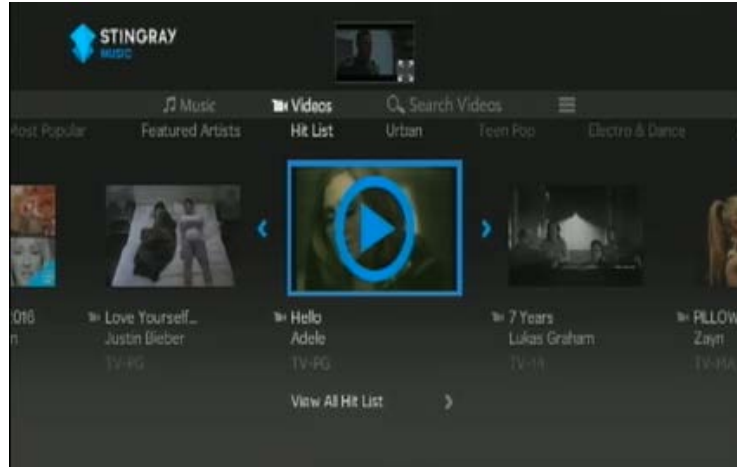 STINGRAY
MUSIC
Music Videos Search Videos
Most Popular Featured Artists Hit List Urban Teen Pop Electro & Dance
2016 Love Yourself... Hello 7 Years PILLOW
Justin Bieber Adele Lukas Graham Zayn
TV-PG TV-PG TV-14 TV-MA
View All Hit List